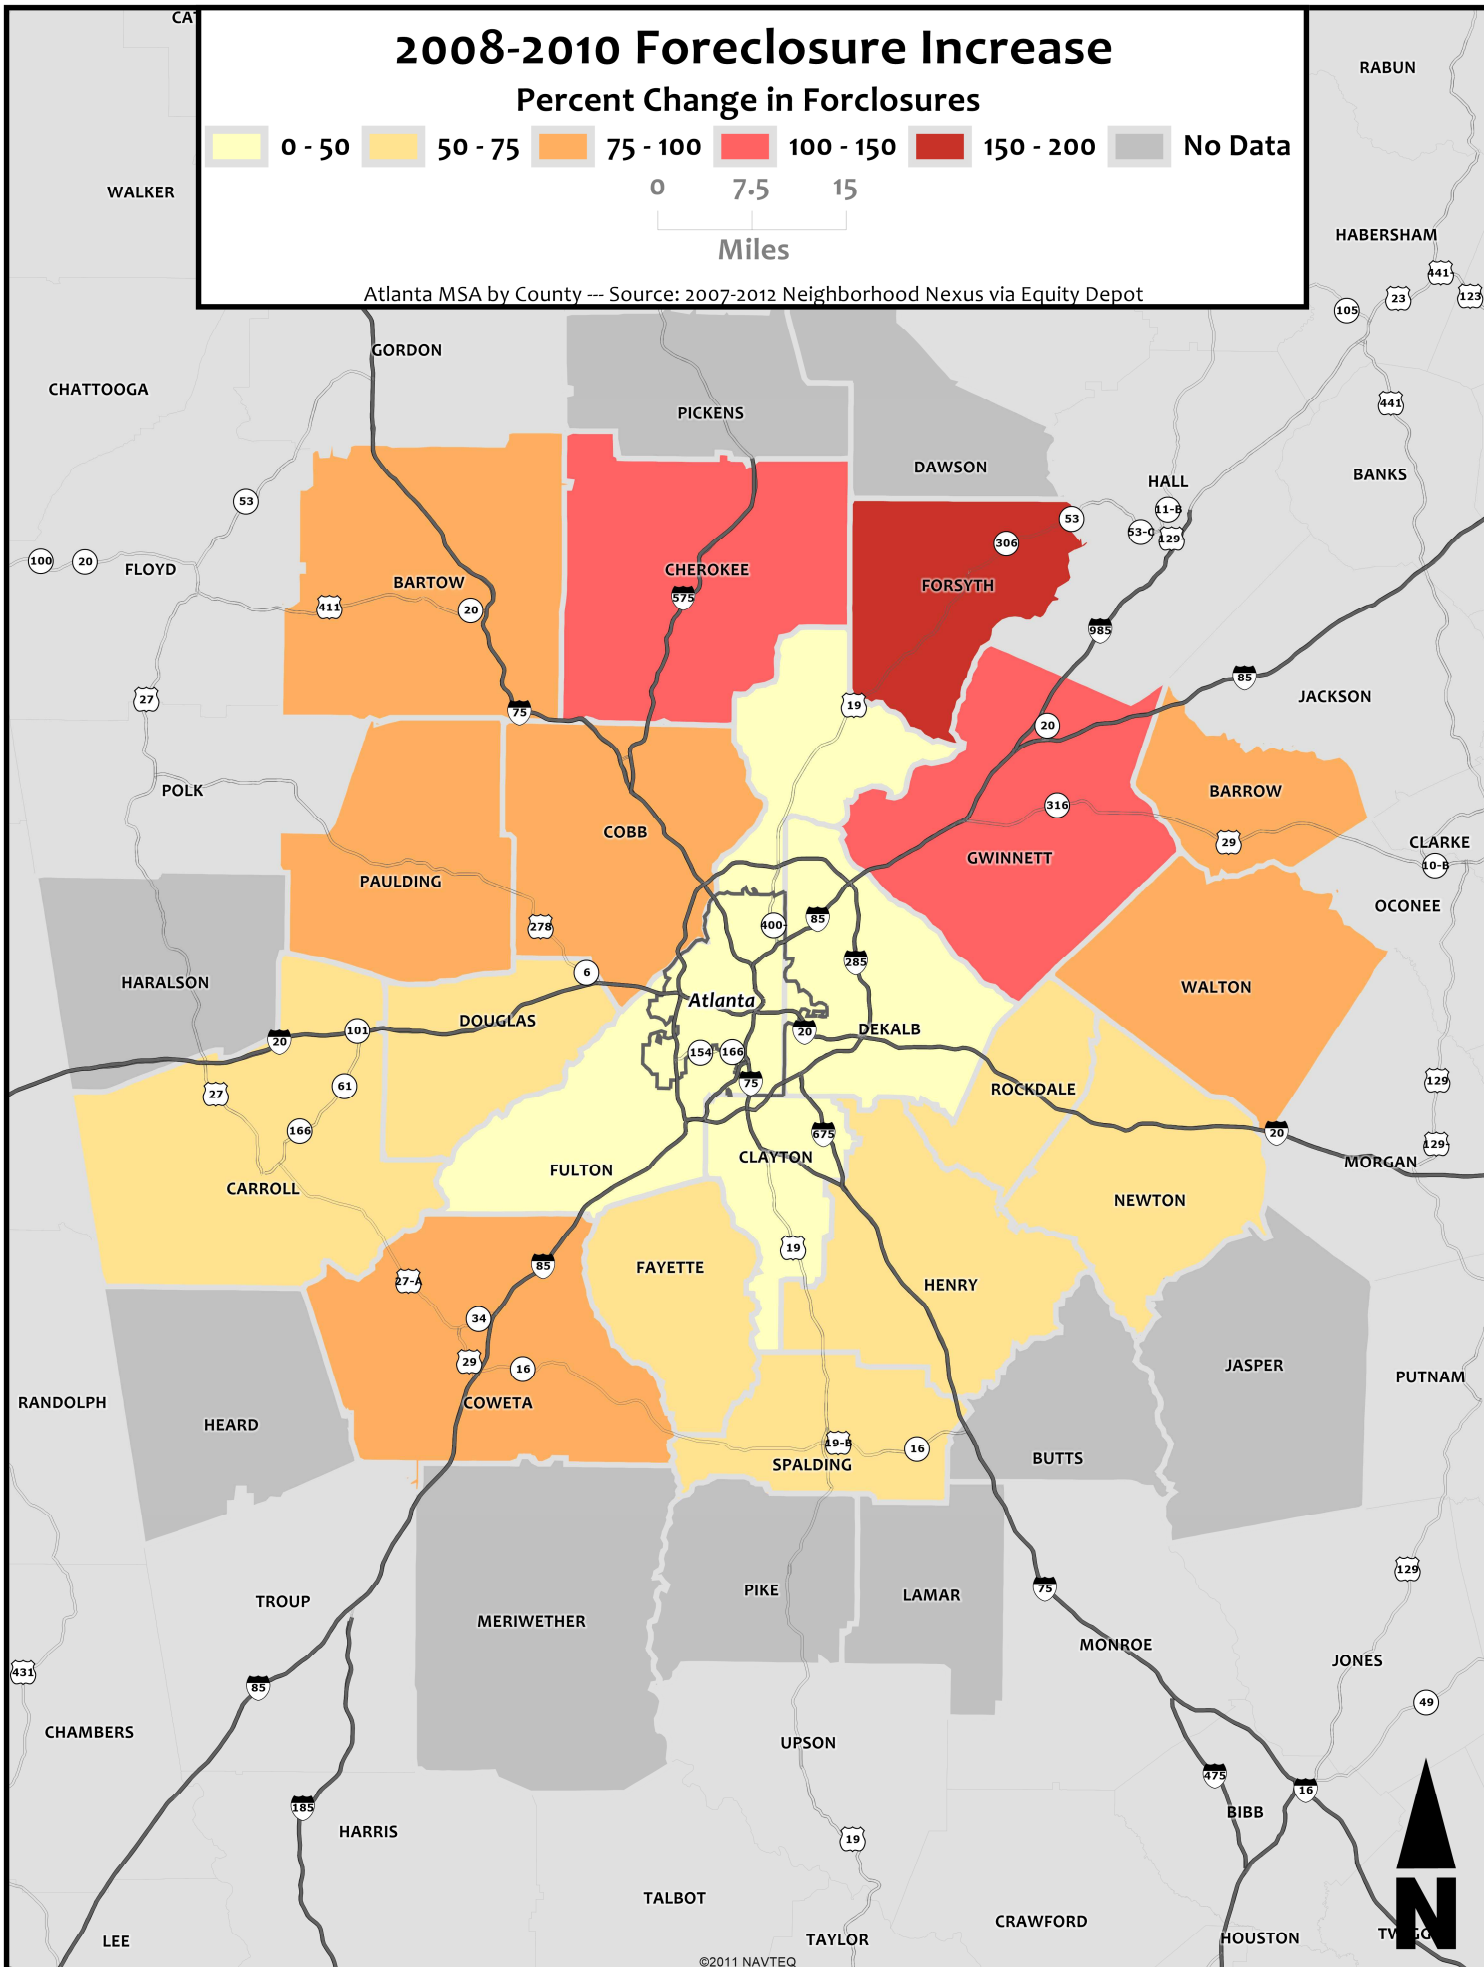 CAT
2008-2010 Foreclosure Increase
Percent Change in Forclosures
0 - 50 50 - 75 75 - 100 100 - 150 150 - 200 No Data
0 7.5 15
Miles
Atlanta MSA by County --- Source: 2007-2012 Neighborhood Nexus via Equity Depot
RABUN
WALKER
HABERSHAM
441
23
123
105
GORDON
CHATTOOGA
441
PICKENS
DAWSON
BANKS
HALL
53
11-B
53
53-C
129
306
100
20
FLOYD
CHEROKEE
BARTOW
FORSYTH
575
411
20
985
85
27
JACKSON
19
75
20
POLK
BARROW
316
COBB
29
CLARKE
GWINNETT
10-B
PAULDING
OCONEE
85
400
278
285
6
HARALSON
WALTON
Atlanta
DOUGLAS
DEKALB
101
20
20
154
166
75
129
61
27
ROCKDALE
166
675
20
129-
CLAYTON
MORGAN
FULTON
CARROLL
NEWTON
19
85
FAYETTE
27-A
HENRY
34
29
16
JASPER
PUTNAM
RANDOLPH
COWETA
HEARD
19-B
16
BUTTS
SPALDING
129
75
PIKE
LAMAR
TROUP
MERIWETHER
MONROE
JONES
431
85
49
CHAMBERS
UPSON
475
16
185
BIBB
HARRIS
19
TALBOT
CRAWFORD
N
HOUSTON
TAYLOR
LEE
©2011 NAVTEQ